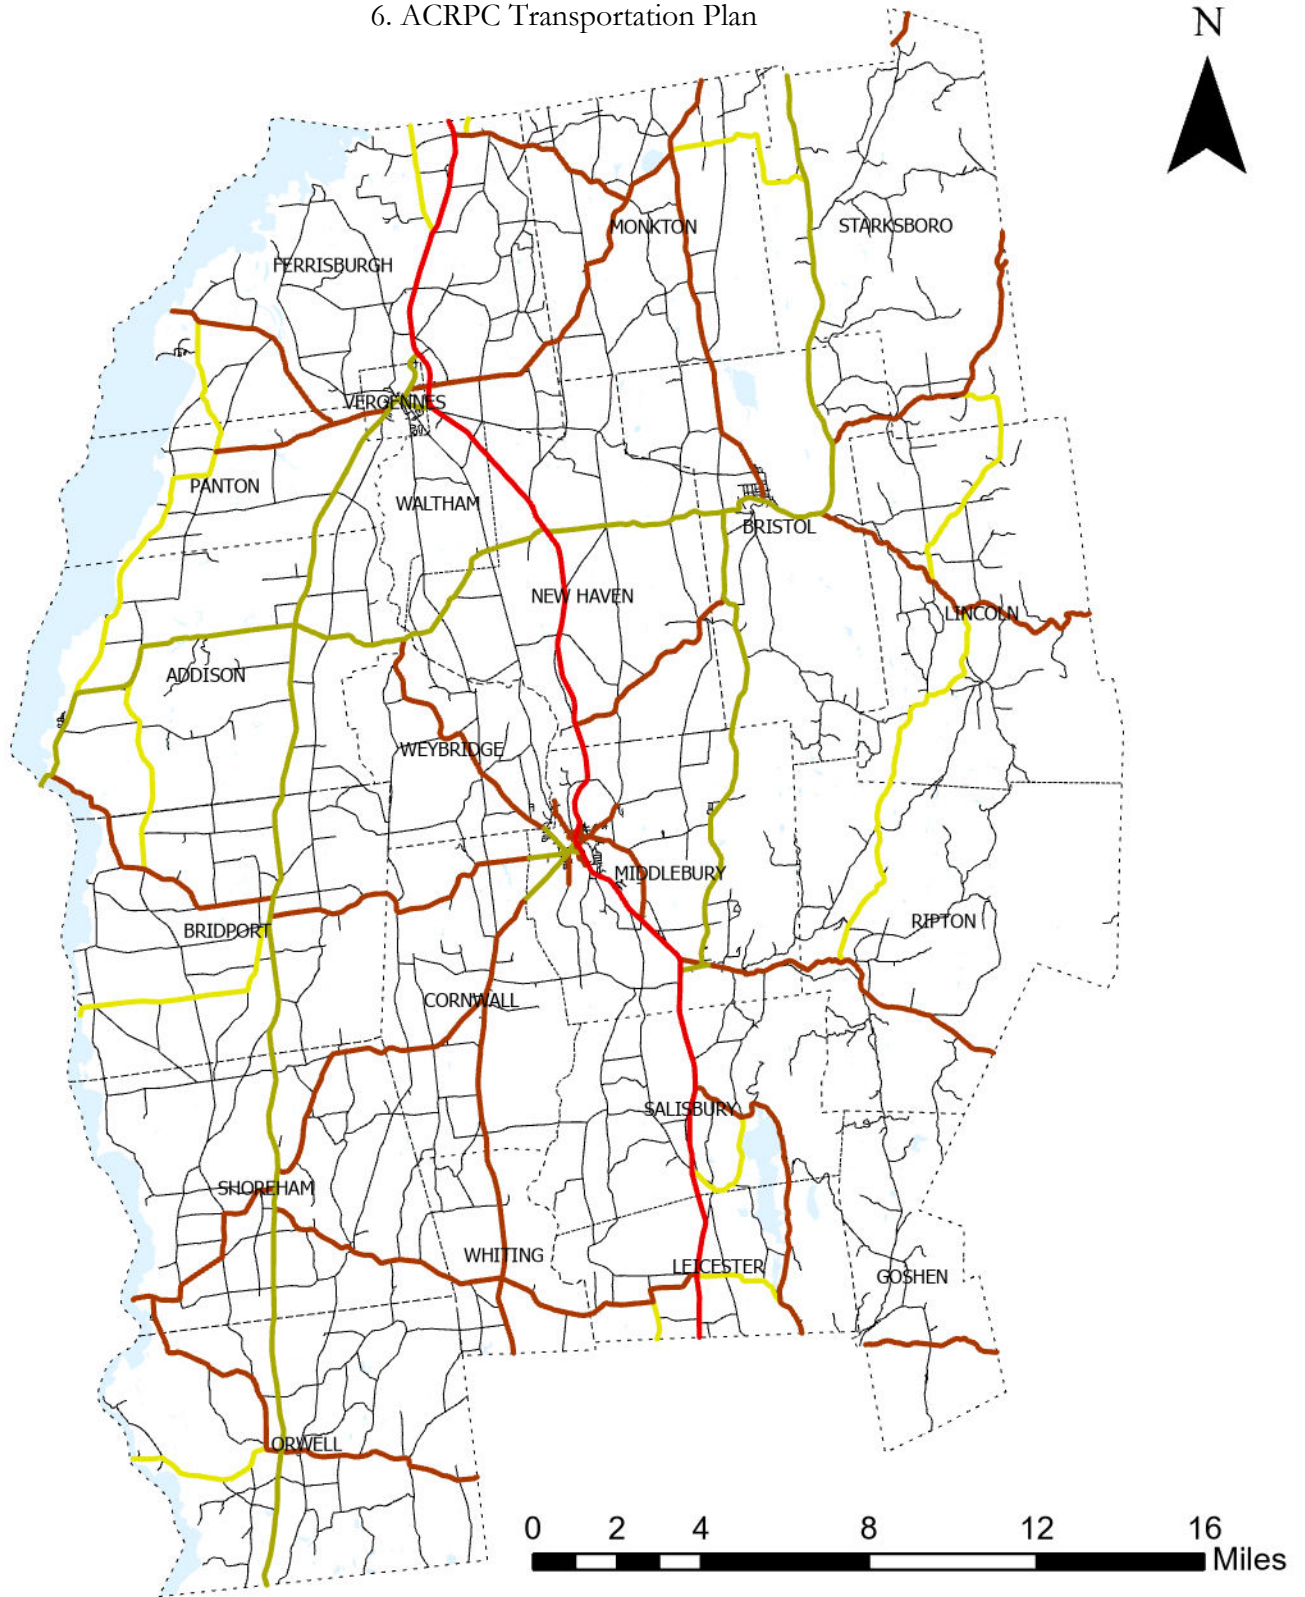 6. ACRPC Transportation Plan
N
MONKTON
STARKSBORO
FERRISBURGH
VERGENNES
PANTON
WALTHAM
BRISTOL
NEW HAVEN
LINCOLN
ADDISON
WEYBRIDGE
MIDDLEBURY
RIPTON
BRIDPORT
CORNWALL
SALISBURY
SHOREHAM
WHITING
LEICESTER
GOSHEN
ORWELL
0 2 4 8 12 16
Miles